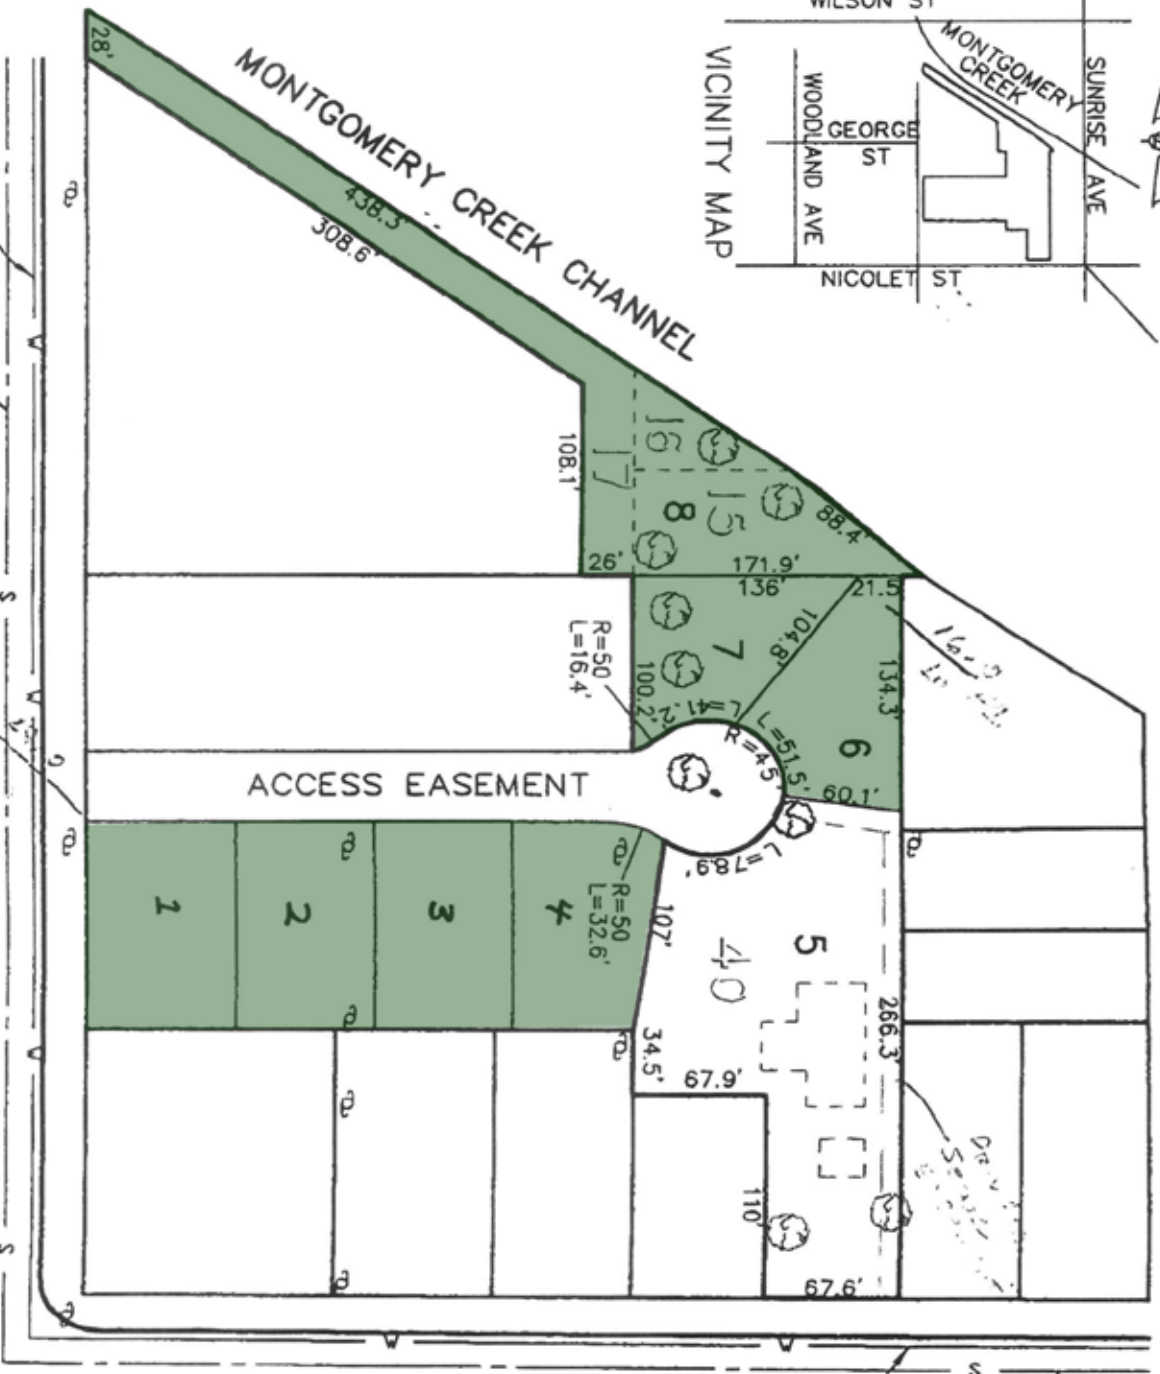 WILSON ST
MONTGOMERY
CREEK
SUNRISE AVE
WOODLAND AVE
GEORGE
ST
VICINITY MAP
NICOLET ST
28'
MONTGOMERY CREEK CHANNEL
438.3'
308.6'
108.1'
16
17
15
8
88.4'
26'
171.9'
136'
21.5
R=50
L=16.4'
7
104.8'
134.3'
100.2'
L=41.2'
L=51.5'
R=45'
6
60.1'
ACCESS EASEMENT
L=78.9'
1
2
3
4
R=50
L=32.6'
107'
40
5
266.3'
34.5'
67.9'
110'
67.6'
W
W
W
W
W
S
S
S